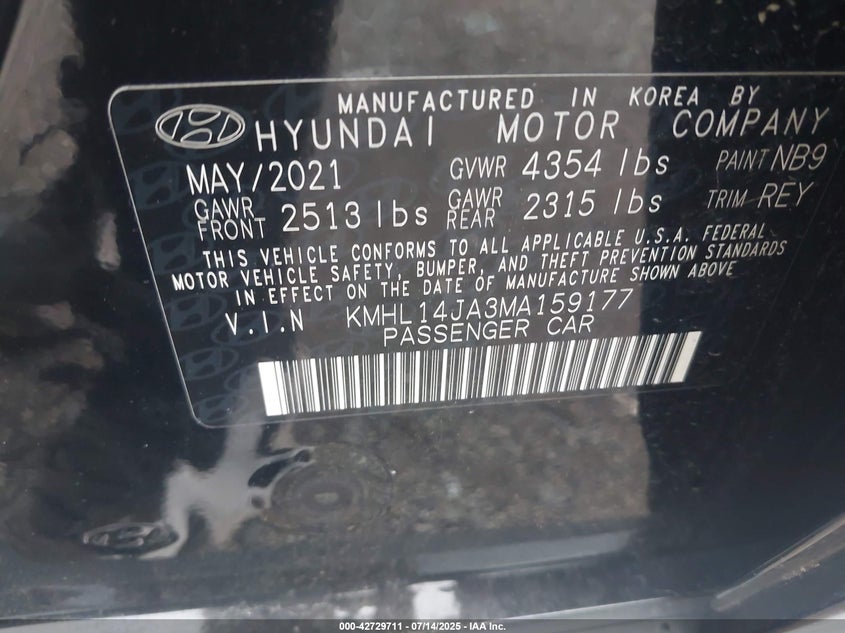 MANUFACTURED IN KOREA BY
HYUNDAI MOTOR COMPANY
MAY/2021 GVWR 4354 lbs PAINT NB9
GAWR FRONT 2513 lbs GAWR REAR 2315 lbs TRIM REY
THIS VEHICLE CONFORMS TO ALL APPLICABLE U.S.A. FEDERAL
MOTOR VEHICLE SAFETY, BUMPER, AND THEFT PREVENTION STANDARDS
IN EFFECT ON THE DATE OF MANUFACTURE SHOWN ABOVE
V.I.N KMHL14JA3MA159177
PASSENGER CAR
000-42729711 - 07/14/2025 - IAA Inc.